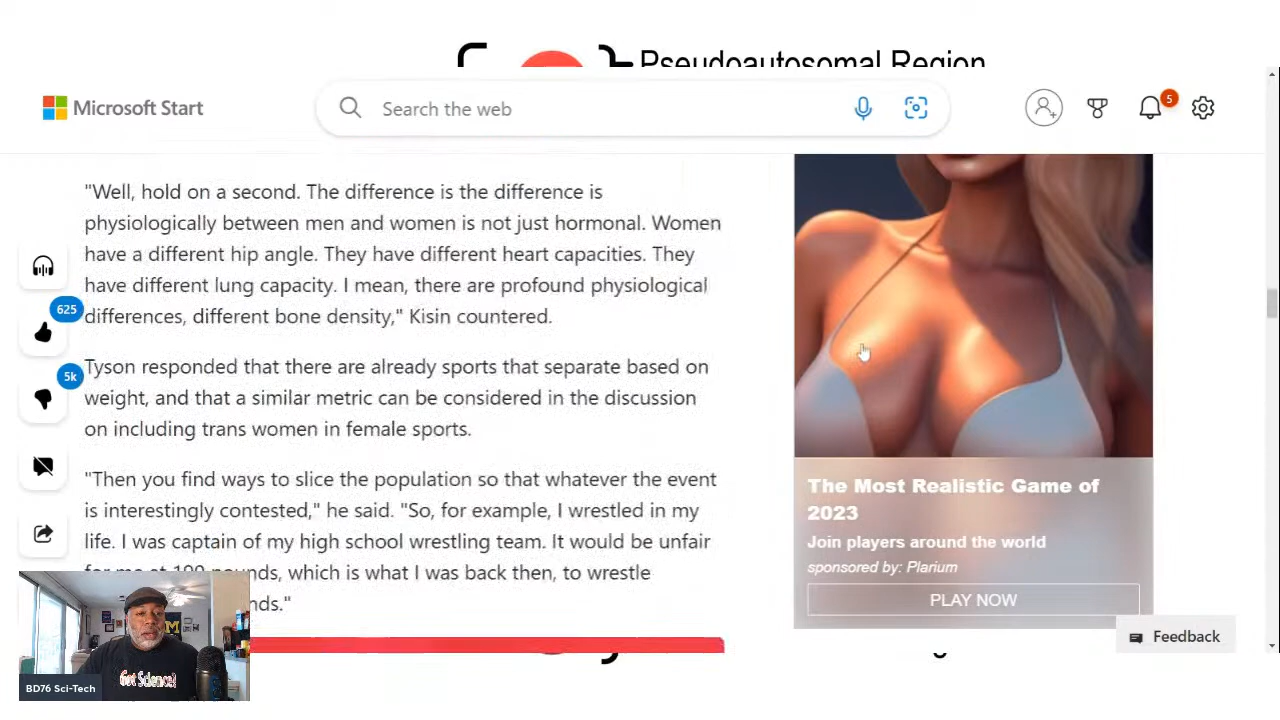 Pseudoautosomal Region
Microsoft Start
Search the web
5
"Well, hold on a second. The difference is the difference is
physiologically between men and women is not just hormonal. Women
have a different hip angle. They have different heart capacities. They
have different lung capacity. I mean, there are profound physiological
differences, different bone density," Kisin countered.
625
5k
Tyson responded that there are already sports that separate based on
weight, and that a similar metric can be considered in the discussion
on including trans women in female sports.
"Then you find ways to slice the population so that whatever the event
is interestingly contested," he said. "So, for example, I wrestled in my
life. I was captain of my high school wrestling team. It would be unfair
for me at 190 pounds, which is what I was back then, to wrestle
nds."
The Most Realistic Game of
2023
Join players around the world
sponsored by: Plarium
PLAY NOW
Feedback
M
Got Science?
BD76 Sci-Tech